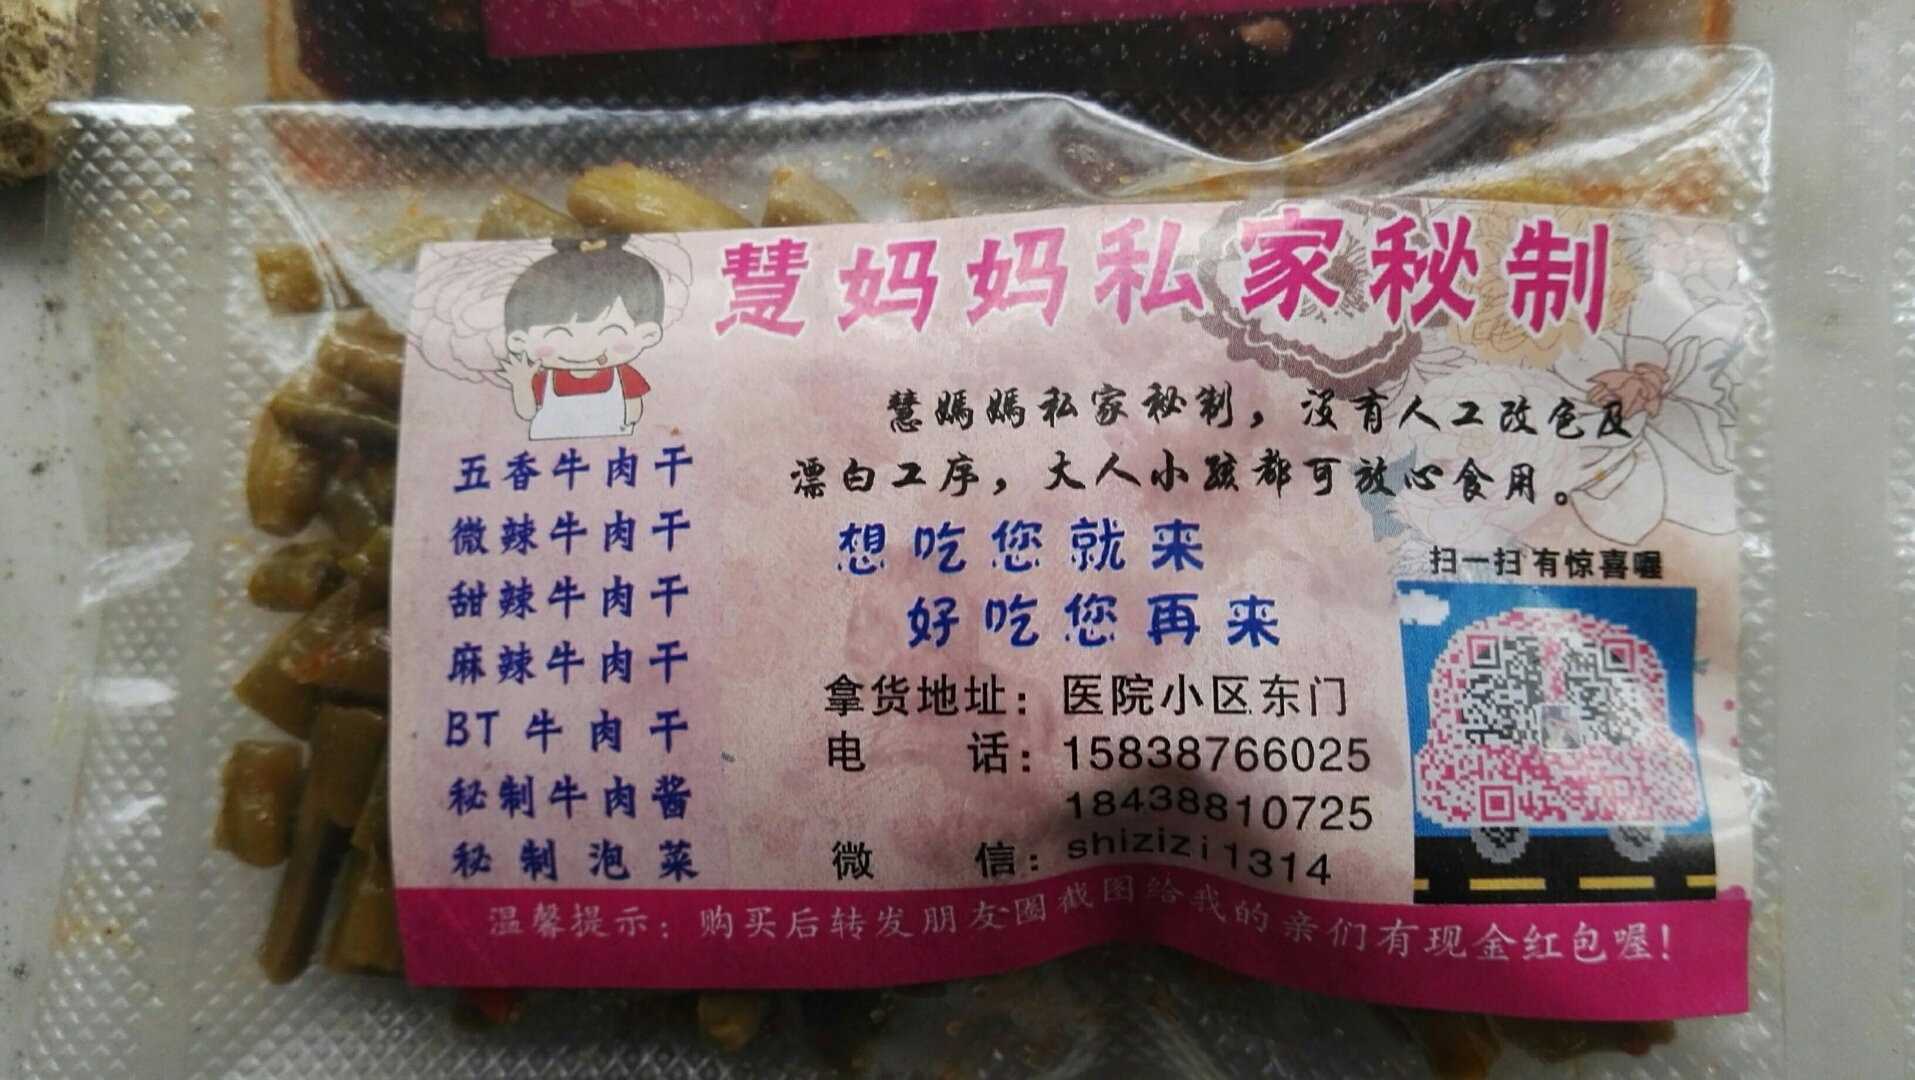 慧妈妈私家秘制
慧媽媽私家秘制，没有人工改色及
漂白工序，大人小孩都可放心食用。
五香牛肉干
微辣牛肉干
甜辣牛肉干
麻辣牛肉干
BT牛肉干
秘制牛肉酱
秘制泡菜
想吃您就来
好吃您再来
扫一扫 有惊喜喔
拿货地址：医院小区东门
电 话：15838766025
18438810725
微 信：shizizi1314
温馨提示：购买后转发朋友圈截图给我的亲们有现金红包喔！